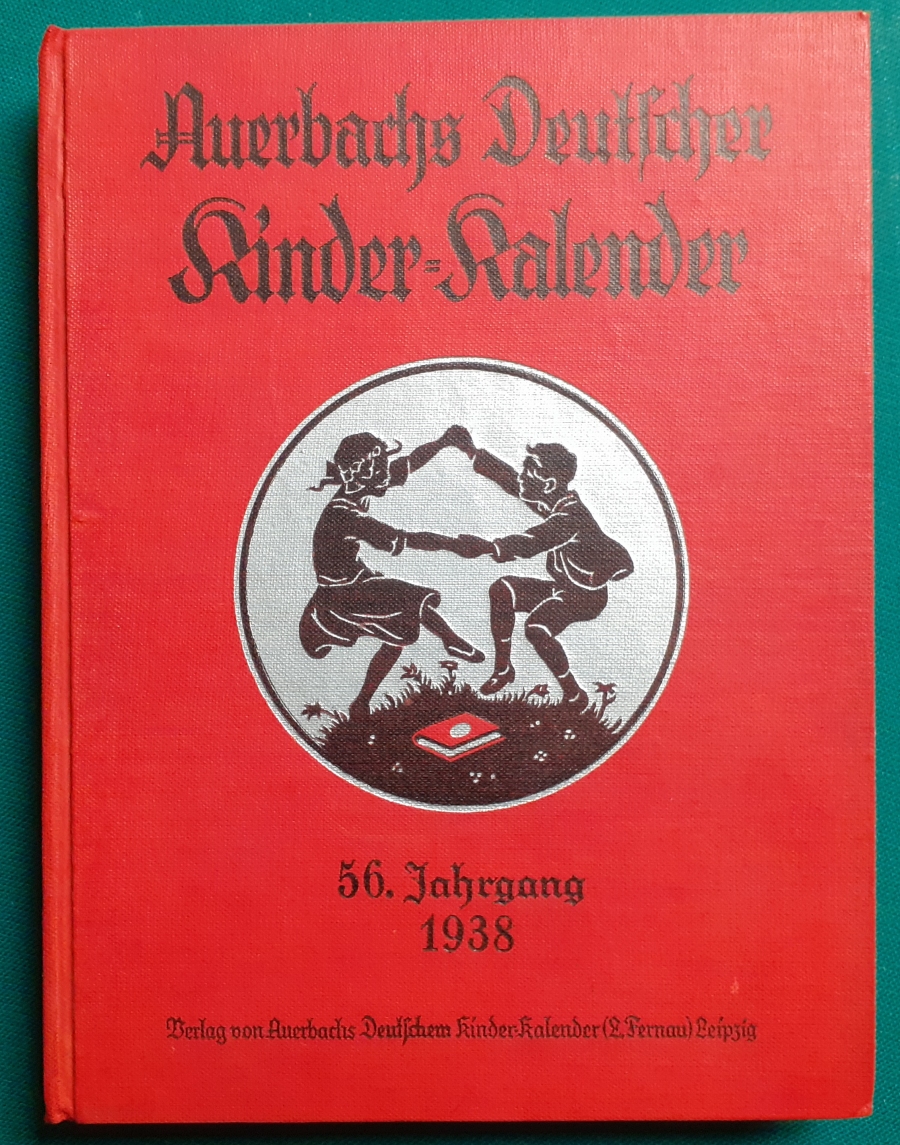 Auerbachs Deutſcher
Kinder=Kalender
56. Jahrgang
1938
Verlag von Auerbachs Deutſchem Kinder-Kalender (L. Fernau) Leipzig